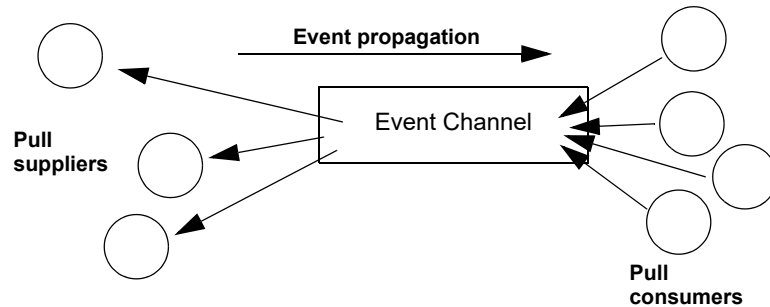 Event propagation
Event Channel
Pull
suppliers
Pull
consumers